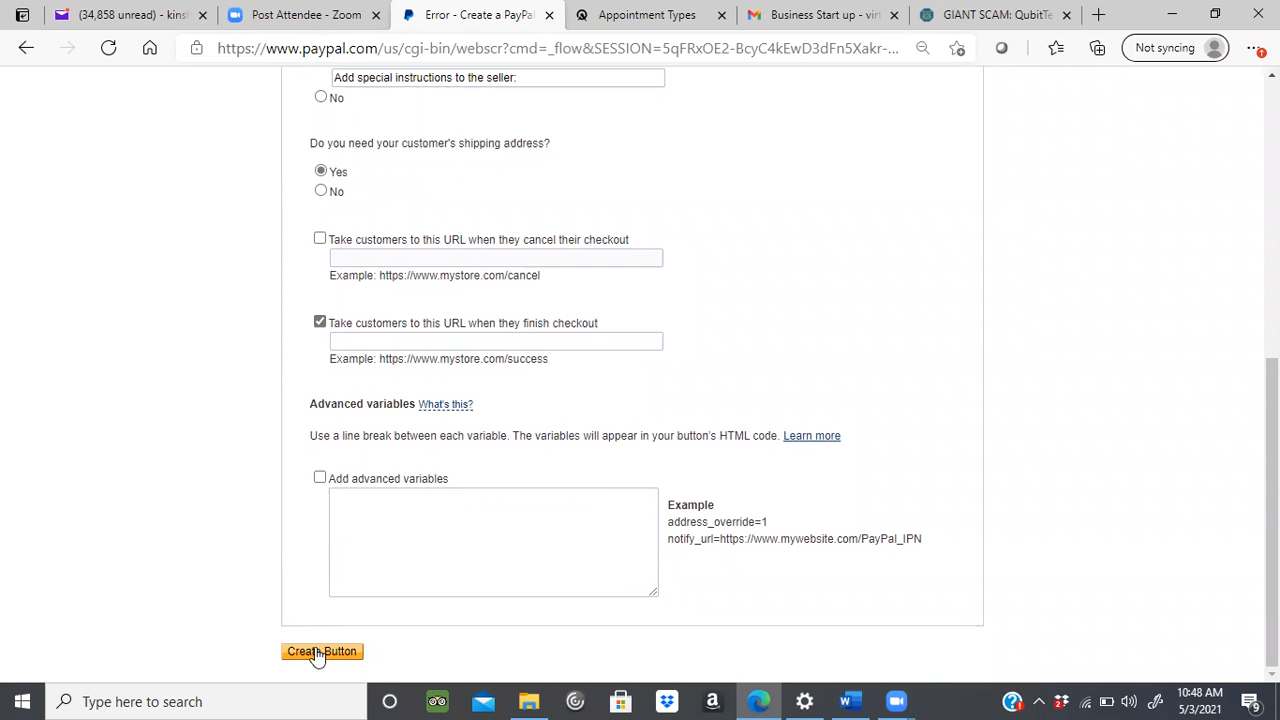 (34,858 unread) - kins
Post Attendee - Zoom
Error - Create a PayPal
Appointment Types
Business Start up - virt
GIANT SCAM: QubitTe
https://www.paypal.com/us/cgi-bin/webscr?cmd=_flow&SESSION=5qFRxOE2-BcyC4kEwD3dFn5Xakr-...
Not syncing
Add special instructions to the seller:
No
Do you need your customer's shipping address?
Yes
No
Take customers to this URL when they cancel their checkout
Example: https://www.mystore.com/cancel
Take customers to this URL when they finish checkout
Example: https://www.mystore.com/success
Advanced variables What's this?
Use a line break between each variable. The variables will appear in your button's HTML code. Learn more
Add advanced variables
Example
address_override=1
notify_url=https://www.mywebsite.com/PayPal_IPN
Create Button
Type here to search
10:48 AM
5/3/2021
9